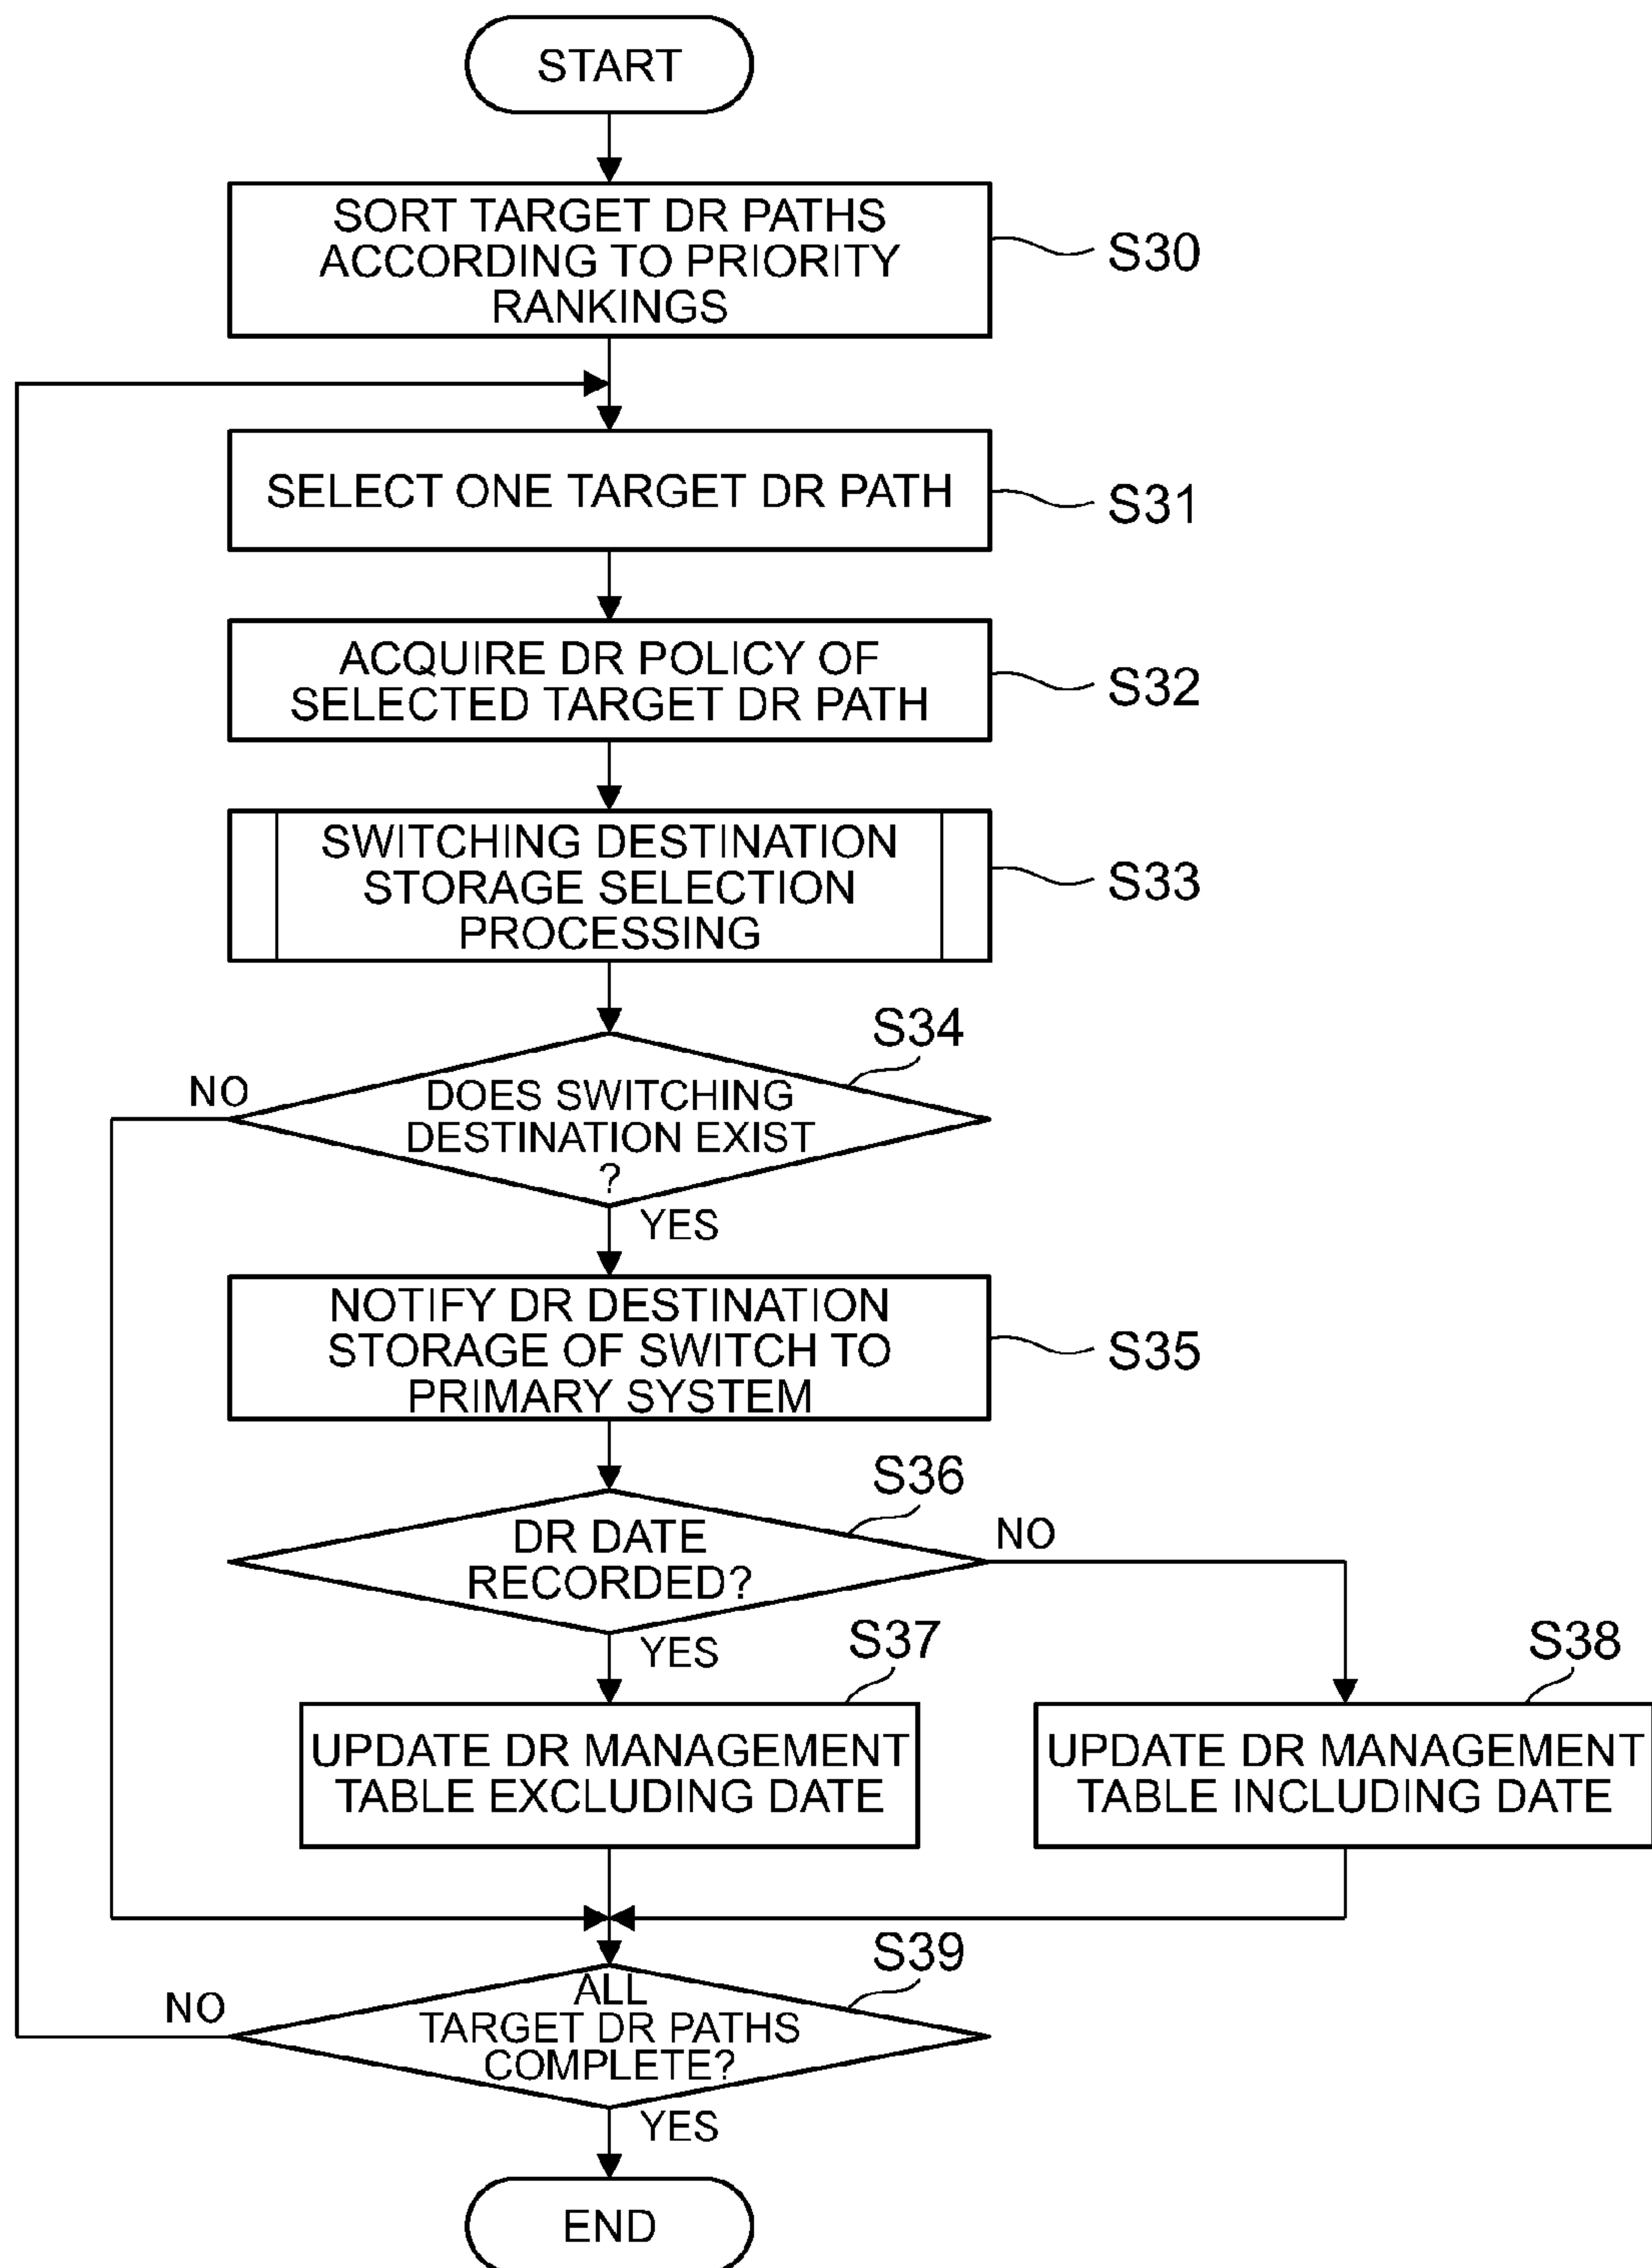 START
SORT TARGET DR PATHS
ACCORDING TO PRIORITY
RANKINGS
S30
SELECT ONE TARGET DR PATH
S31
ACQUIRE DR POLICY OF
SELECTED TARGET DR PATH
S32
SWITCHING DESTINATION
STORAGE SELECTION
PROCESSING
S33
S34
NO
DOES SWITCHING
DESTINATION EXIST
?
YES
NOTIFY DR DESTINATION
STORAGE OF SWITCH TO
PRIMARY SYSTEM
S35
S36
DR DATE
RECORDED?
NO
YES
S37
S38
UPDATE DR MANAGEMENT
TABLE EXCLUDING DATE
UPDATE DR MANAGEMENT
TABLE INCLUDING DATE
S39
NO
ALL
TARGET DR PATHS
COMPLETE?
YES
END